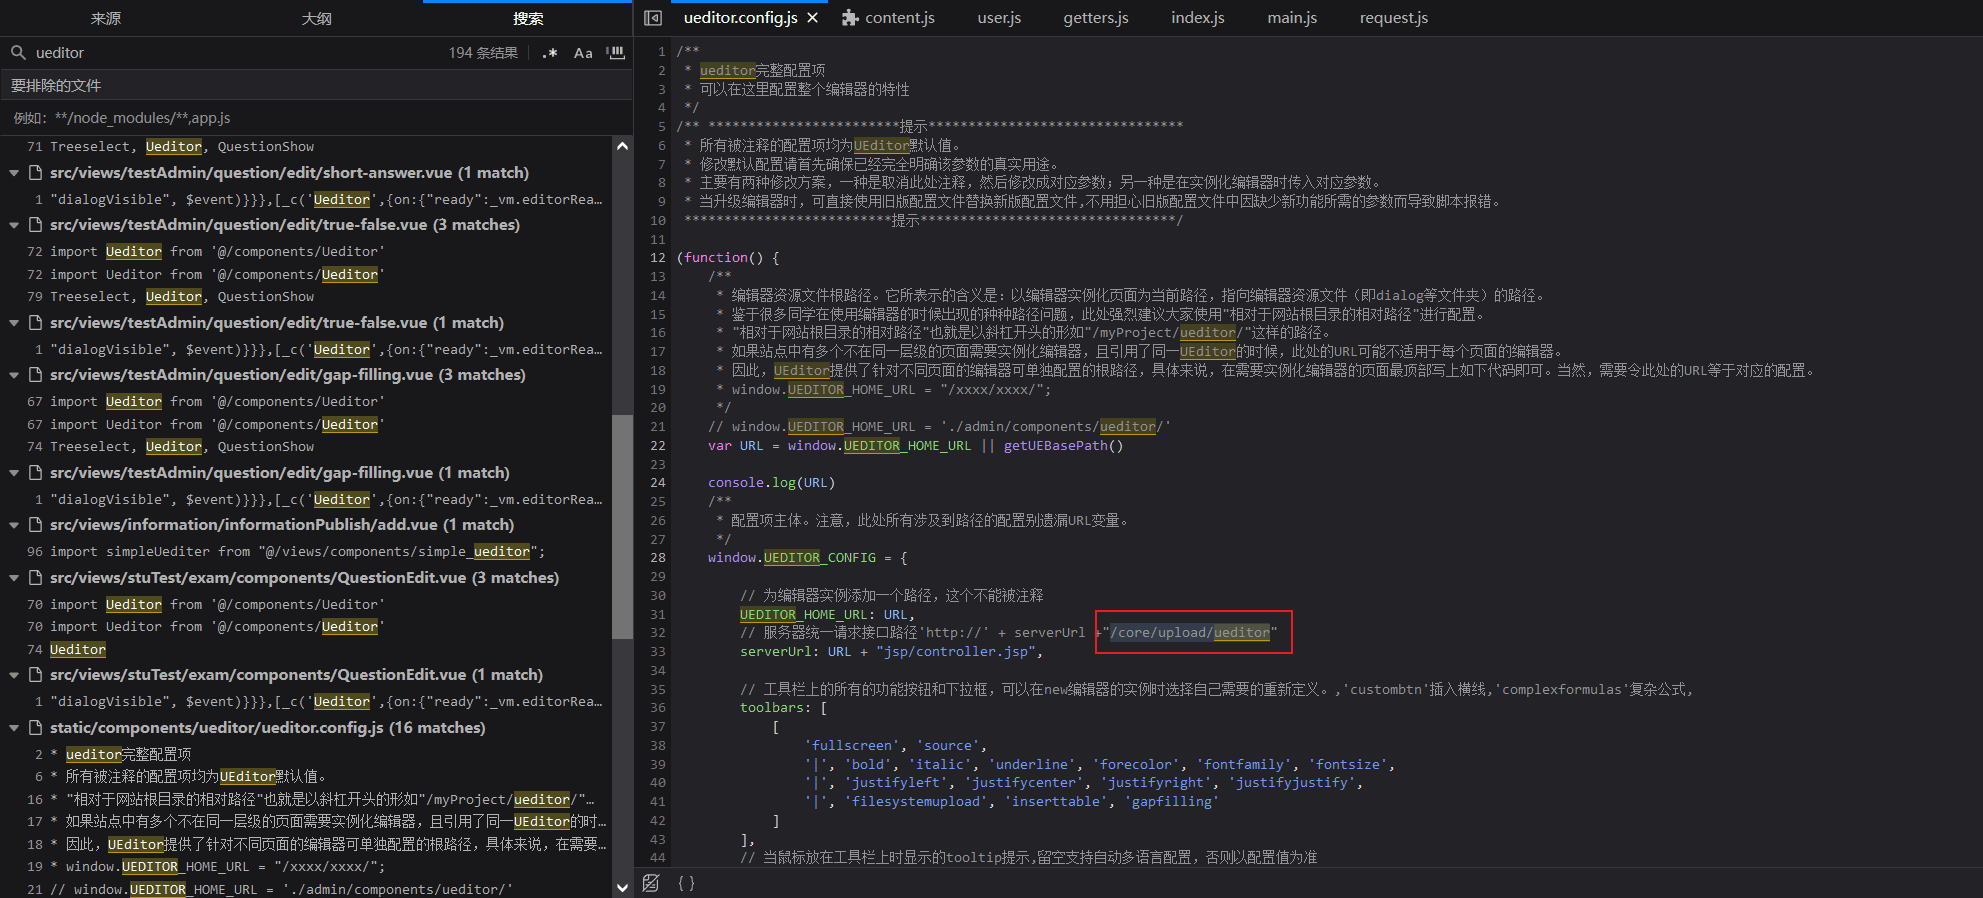 来源 大纲 搜索
ueditor 194 条结果 .* Aa
要排除的文件
例如：**/node_modules/**,app.js
71 Treeselect, Ueditor, QuestionShow
src/views/testAdmin/question/edit/short-answer.vue (1 match)
1 "dialogVisible", $event)}}},[_c('Ueditor',{on:{"ready":_vm.editorRea…
src/views/testAdmin/question/edit/true-false.vue (3 matches)
72 import Ueditor from '@/components/Ueditor'
72 import Ueditor from '@/components/Ueditor'
79 Treeselect, Ueditor, QuestionShow
src/views/testAdmin/question/edit/true-false.vue (1 match)
1 "dialogVisible", $event)}}},[_c('Ueditor',{on:{"ready":_vm.editorRea…
src/views/testAdmin/question/edit/gap-filling.vue (3 matches)
67 import Ueditor from '@/components/Ueditor'
67 import Ueditor from '@/components/Ueditor'
74 Treeselect, Ueditor, QuestionShow
src/views/testAdmin/question/edit/gap-filling.vue (1 match)
1 "dialogVisible", $event)}}},[_c('Ueditor',{on:{"ready":_vm.editorRea…
src/views/information/informationPublish/add.vue (1 match)
96 import simpleUediter from "@/views/components/simple_ueditor";
src/views/stuTest/exam/components/QuestionEdit.vue (3 matches)
70 import Ueditor from '@/components/Ueditor'
70 import Ueditor from '@/components/Ueditor'
74 Ueditor
src/views/stuTest/exam/components/QuestionEdit.vue (1 match)
1 "dialogVisible", $event)}}},[_c('Ueditor',{on:{"ready":_vm.editorRea…
static/components/ueditor/ueditor.config.js (16 matches)
2 * ueditor完整配置项
6 * 所有被注释的配置项均为UEditor默认值。
16 * "相对于网站根目录的相对路径"也就是以斜杠开头的形如"/myProject/ueditor/"…
17 * 如果站点中有多个不在同一层级的页面需要实例化编辑器，且引用了同一UEditor的时…
18 * 因此，UEditor提供了针对不同页面的编辑器可单独配置的根路径，具体来说，在需要…
19 * window.UEDITOR_HOME_URL = "/xxxx/xxxx/";
21 // window.UEDITOR_HOME_URL = './admin/components/ueditor/'
ueditor.config.js content.js user.js getters.js index.js main.js request.js
1 /**
2 * ueditor完整配置项
3 * 可以在这里配置整个编辑器的特性
4 */
5 /** ************************提示********************************
6 * 所有被注释的配置项均为UEditor默认值。
7 * 修改默认配置请首先确保已经完全明确该参数的真实用途。
8 * 主要有两种修改方案，一种是取消此处注释，然后修改成对应参数；另一种是在实例化编辑器时传入对应参数。
9 * 当升级编辑器时，可直接使用旧版配置文件替换新版配置文件,不用担心旧版配置文件中因缺少新功能所需的参数而导致脚本报错。
10 **************************提示********************************/
11
12 (function() {
13 /**
14 * 编辑器资源文件根路径。它所表示的含义是：以编辑器实例化页面为当前路径，指向编辑器资源文件（即dialog等文件夹）的路径。
15 * 鉴于很多同学在使用编辑器的时候出现的种种路径问题，此处强烈建议大家使用"相对于网站根目录的相对路径"进行配置。
16 * "相对于网站根目录的相对路径"也就是以斜杠开头的形如"/myProject/ueditor/"这样的路径。
17 * 如果站点中有多个不在同一层级的页面需要实例化编辑器，且引用了同一UEditor的时候，此处的URL可能不适用于每个页面的编辑器。
18 * 因此，UEditor提供了针对不同页面的编辑器可单独配置的根路径，具体来说，在需要实例化编辑器的页面最顶部写上如下代码即可。当然，需要令此处的URL等于对应的配置。
19 * window.UEDITOR_HOME_URL = "/xxxx/xxxx/";
20 */
21 // window.UEDITOR_HOME_URL = './admin/components/ueditor/'
22 var URL = window.UEDITOR_HOME_URL || getUEBasePath()
23
24 console.log(URL)
25 /**
26 * 配置项主体。注意，此处所有涉及到路径的配置别遗漏URL变量。
27 */
28 window.UEDITOR_CONFIG = {
29
30 // 为编辑器实例添加一个路径，这个不能被注释
31 UEDITOR_HOME_URL: URL,
32 // 服务器统一请求接口路径'http://' + serverUrl +"/core/upload/ueditor"
33 serverUrl: URL + "jsp/controller.jsp",
34
35 // 工具栏上的所有的功能按钮和下拉框，可以在new编辑器的实例时选择自己需要的重新定义。,'custombtn'插入横线,'complexformulas'复杂公式,
36 toolbars: [
37 [
38 'fullscreen', 'source',
39 '|', 'bold', 'italic', 'underline', 'forecolor', 'fontfamily', 'fontsize',
40 '|', 'justifyleft', 'justifycenter', 'justifyright', 'justifyjustify',
41 '|', 'filesystemupload', 'inserttable', 'gapfilling'
42 ]
43 ],
44 // 当鼠标放在工具栏上时显示的tooltip提示,留空支持自动多语言配置，否则以配置值为准
{ }